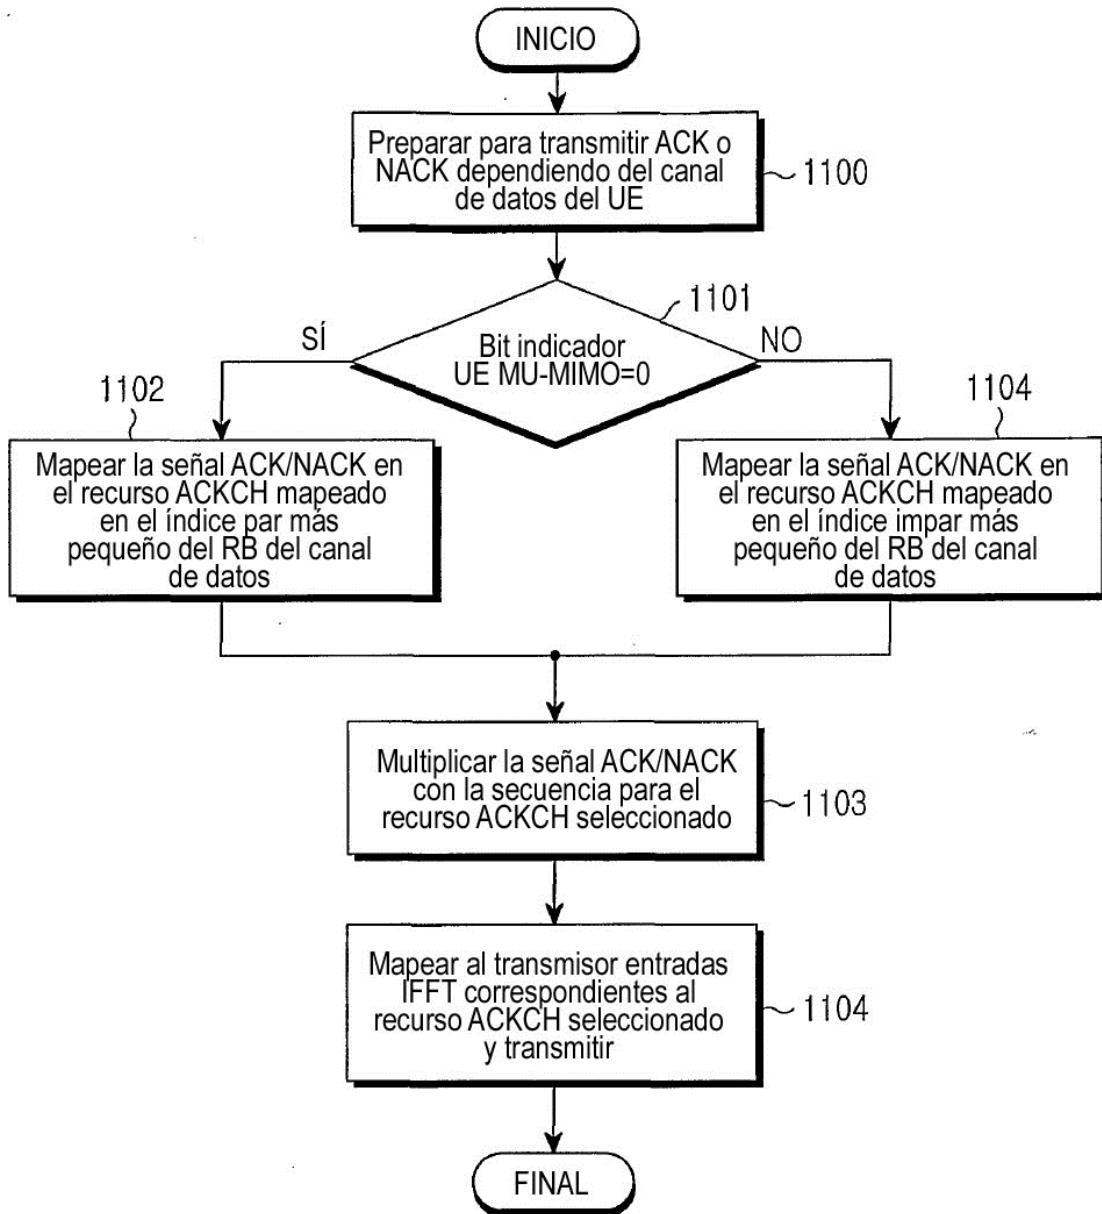 INICIO
Preparar para transmitir ACK o
NACK dependiendo del canal
de datos del UE
1100
1101
Bit indicador
UE MU-MIMO=0
SÍ
NO
1102
Mapear la señal ACK/NACK en
el recurso ACKCH mapeado
en el índice par más
pequeño del RB del canal
de datos
1104
Mapear la señal ACK/NACK en
el recurso ACKCH mapeado
en el índice impar más
pequeño del RB del canal
de datos
Multiplicar la señal ACK/NACK
con la secuencia para el
recurso ACKCH seleccionado
1103
Mapear al transmisor entradas
IFFT correspondientes al
recurso ACKCH seleccionado
y transmitir
1104
FINAL